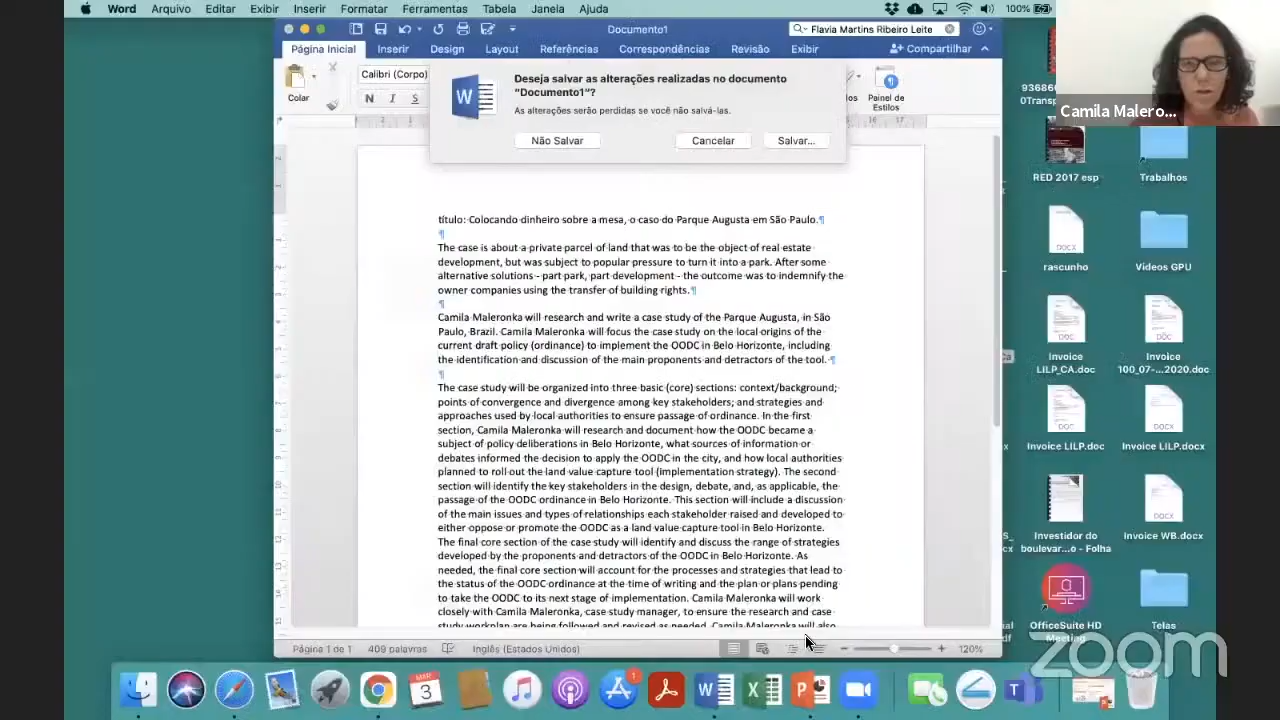 Word Arquivo Editar Exibir Inserir Formatar Ferramentas Tabela Janela Ajuda 100%
Documento1
Flavia Martins Ribeiro Leite
Página Inicial Inserir Design Layout Referências Correspondências Revisão Exibir Compartilhar
Calibri (Corpo)
Colar
N I S
Painel de
Estilos
Deseja salvar as alterações realizadas no documento
"Documento1"?
As alterações serão perdidas se você não salvá-las.
Não Salvar Cancelar Salvar...
16 17
título: Colocando dinheiro sobre a mesa, o caso do Parque Augusta em São Paulo.
The case is about a private parcel of land that was to be the object of real estate
development, but was subject to popular pressure to turn it into a park. After some
alternative solutions - part park, part development - the outcome was to indemnify the
owner companies using the transfer of building rights.
Camila Maleronka will research and write a case study of the Parque Augusta, in São
Paulo, Brazil. Camila Maleronka will focus the case study on the local origins of the
current draft policy (ordinance) to implement the OODC in Belo Horizonte, including
the identification and discussion of the main proponents and detractors of the tool.
The case study will be organized into three basic (core) sections: context/background;
points of convergence and divergence among key stakeholders; and strategies and
approaches used by local authorities to ensure passage of ordinance. In the first
section, Camila Maleronka will research and document how the OODC became a
subject of policy deliberations in Belo Horizonte, what sources of information or
debates informed the decision to apply the OODC in the city, and how local authorities
planned to roll-out the land value capture tool (implementation strategy). The second
section will identify the key stakeholders in the design, debate, and, as applicable, the
passage of the OODC ordinance in Belo Horizonte. This section will include a discussion
of the main issues and types of relationships each stakeholder raised and developed to
either oppose or promote the OODC as a land value capture tool in Belo Horizonte.
The final core section of the case study will identify and discuss the range of strategies
developed by the proponents and detractors of the OODC in Belo Horizonte. As
needed, the final core section will account for the processes and strategies that lead to
the status of the OODC ordinance at the time of writing and the plan or plans pending
to take the OODC to its next stage of implementation. Camila Maleronka will work
closely with Camila Maleronka, case study manager, to ensure the research and case
study workplan are being followed and revised as needed. Camila Maleronka will also
Página 1 de 1 409 palavras Inglês (Estados Unidos) 120%
Camila Malero...
RED 2017 esp
Trabalhos
DOCX
rascunho
Vídeos GPU
Invoice
LILP_CA.doc
Invoice
100_07-...2020.doc
DOC
Invoice LILP.doc
Invoice LILP.docx
DOCX
Investidor do
boulevar...o - Folha
Invoice WB.docx
OfficeSuite HD
Meeting
Telas
MAR
3
1
zoom